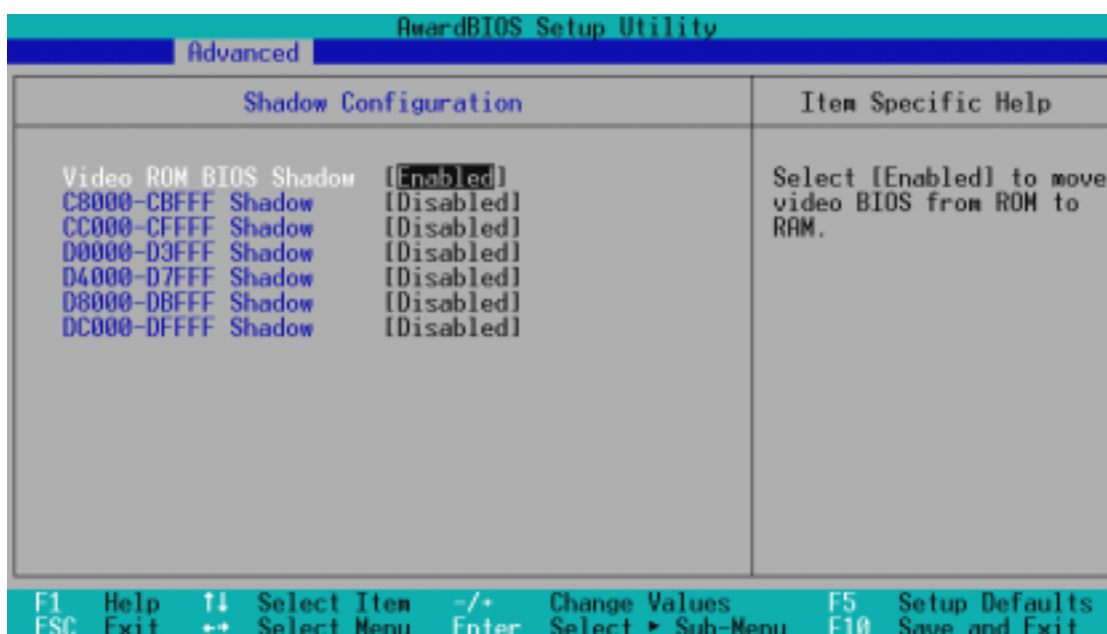 AwardBIOS Setup Utility
Advanced
Shadow Configuration
Item Specific Help
Video ROM BIOS Shadow [Enabled]
C8000-CBFFF Shadow [Disabled]
CC000-CFFFF Shadow [Disabled]
D0000-D3FFF Shadow [Disabled]
D4000-D7FFF Shadow [Disabled]
D8000-DBFFF Shadow [Disabled]
DC000-DFFFF Shadow [Disabled]
Select [Enabled] to move
video BIOS from ROM to
RAM.
F1 Help ↑↓ Select Item -/+ Change Values F5 Setup Defaults
ESC Exit ←→ Select Menu Enter Select ► Sub-Menu F10 Save and Exit